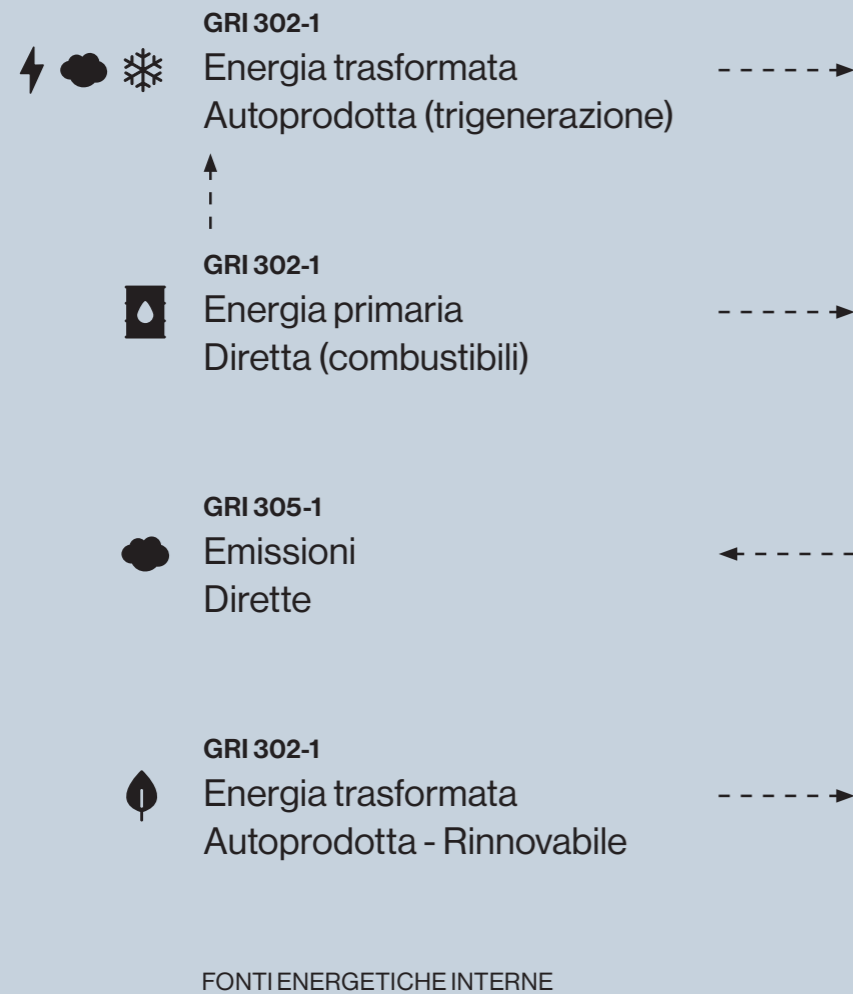 GRI 302-1
Energia trasformata
Autoprodotta (trigenerazione)
GRI 302-1
Energia primaria
Diretta (combustibili)
GRI 305-1
Emissioni
Dirette
GRI 302-1
Energia trasformata
Autoprodotta - Rinnovabile
FONTI ENERGETICHE INTERNE